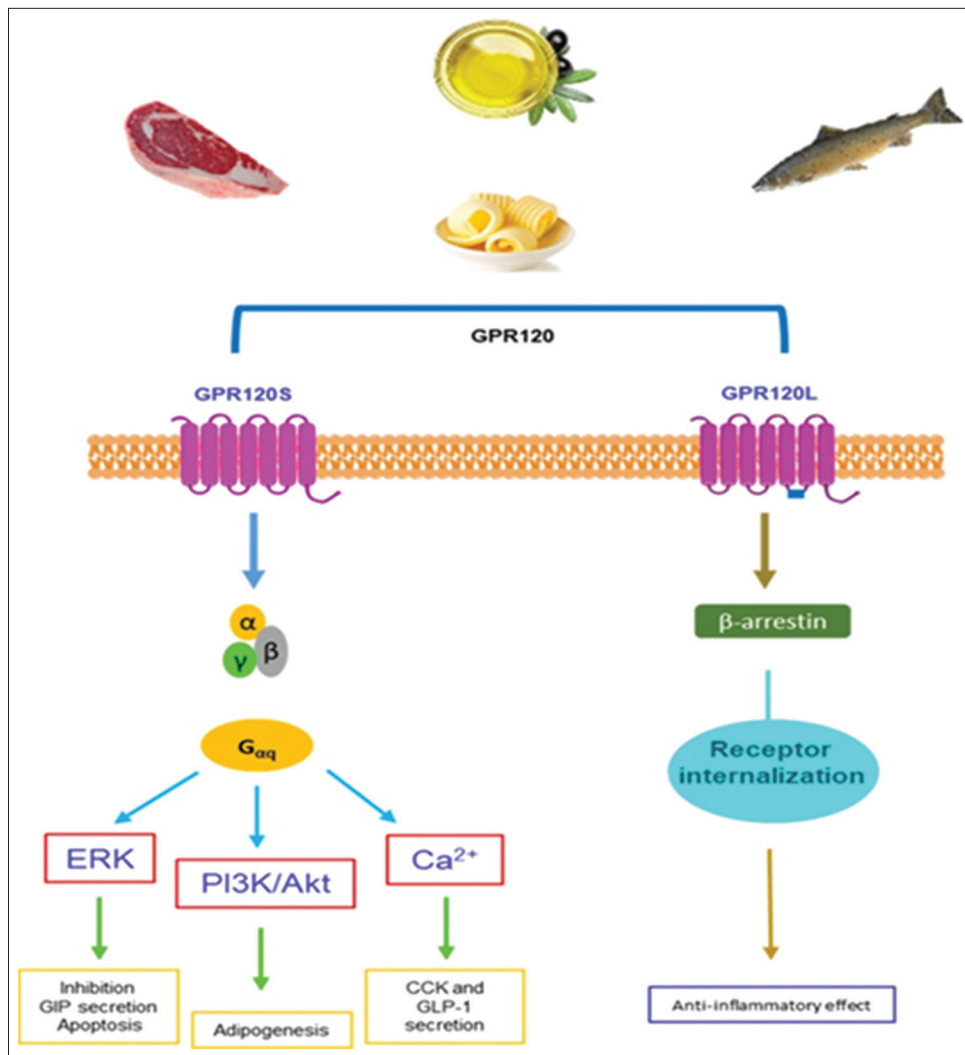 GPR120
GPR120S
GPR120L
α
β
γ
β-arrestin
Gαq
Receptor
internalization
ERK
PI3K/Akt
Ca²⁺
Inhibition
GIP secretion
Apoptosis
Adipogenesis
CCK and
GLP-1
secretion
Anti-inflammatory effect